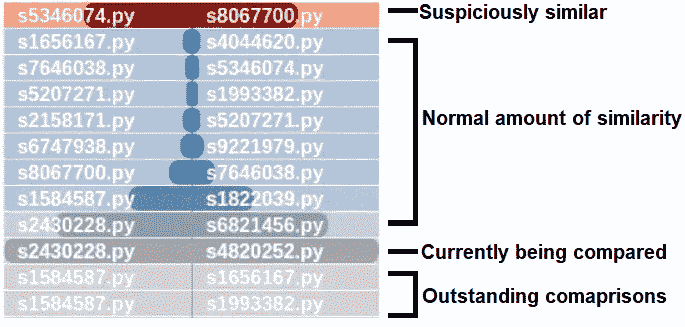 s5346074.py s8067700.py Suspiciously similar
s1656167.py s4044620.py
s7646038.py s5346074.py
s5207271.py s1993382.py
s2158171.py s5207271.py Normal amount of similarity
s6747938.py s9221979.py
s8067700.py s7646038.py
s1584587.py s1822039.py
s2430228.py s6821456.py
s2430228.py s4820252.py Currently being compared
s1584587.py s1656167.py
s1584587.py s1993382.py Outstanding comaprisons